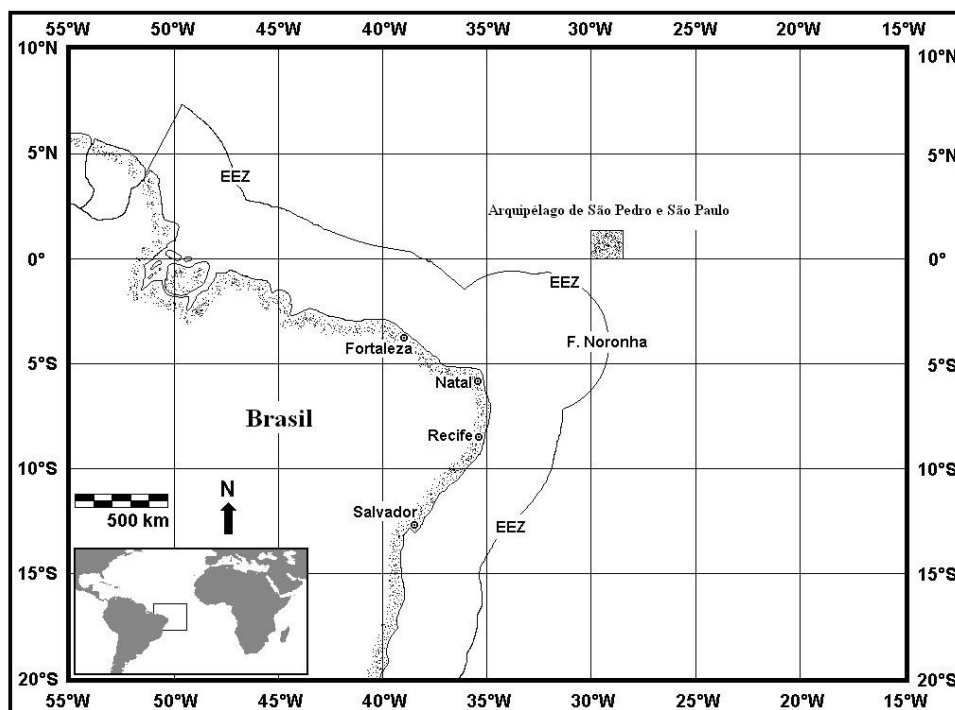 55°W 50°W 45°W 40°W 35°W 30°W 25°W 20°W 15°W
10°N 10°N
5°N 5°N
EEZ
Arquipélago de São Pedro e São Paulo
0° 0°
EEZ
F. Noronha
Fortaleza
5°S 5°S
Natal
Brasil
Recife
10°S 10°S
N
500 km
Salvador
EEZ
15°S 15°S
20°S 20°S
55°W 50°W 45°W 40°W 35°W 30°W 25°W 20°W 15°W